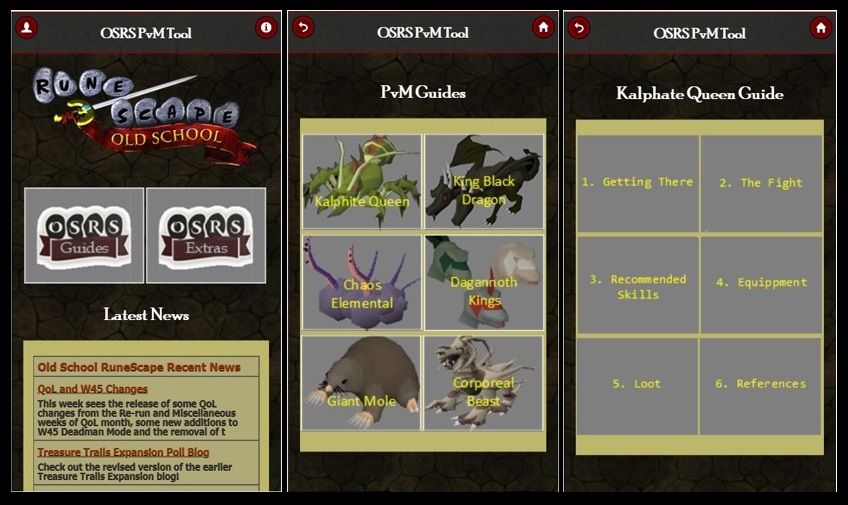 OSRS PvM Tool
RUNE
SCAPE
OLD SCHOOL
OSRS
Guides
OSRS
Extras
Latest News
Old School RuneScape Recent News
QoL and W45 Changes
This week sees the release of some QoL
changes from the Re-run and Miscellaneous
weeks of QoL month, some new additions to
W45 Deadman Mode and the removal of t
Treasure Trails Expansion Poll Blog
Check out the revised version of the earlier
Treasure Trails Expansion blog!
OSRS PvM Tool
PvM Guides
Kalphite Queen
King Black
Dragon
Chaos
Elemental
Dagannoth
Kings
Giant Mole
Corporeal
Beast
OSRS PvM Tool
Kalphate Queen Guide
1. Getting There
2. The Fight
3. Recommended
Skills
4. Equippment
5. Loot
6. References